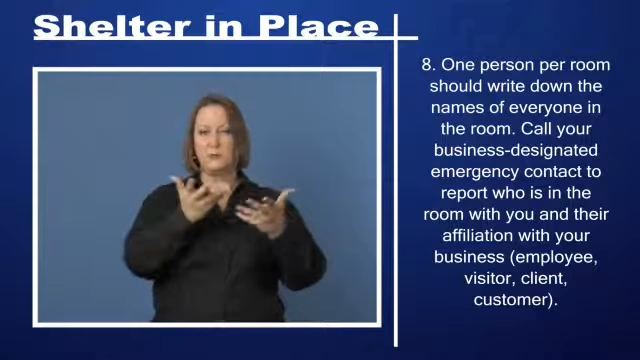 Shelter in Place
8. One person per room
should write down the
names of everyone in
the room. Call your
business-designated
emergency contact to
report who is in the
room with you and their
affiliation with your
business (employee,
visitor, client,
customer).